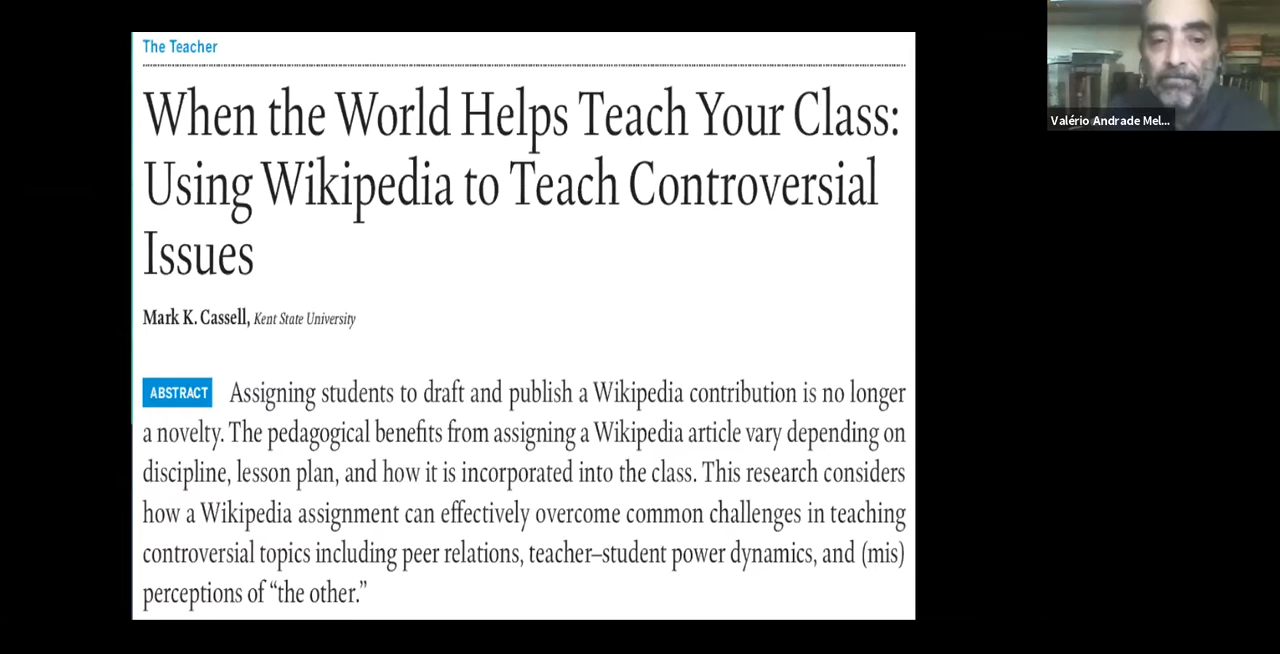 The Teacher
When the World Helps Teach Your Class:
Using Wikipedia to Teach Controversial
Issues
Mark K. Cassell, Kent State University
ABSTRACT Assigning students to draft and publish a Wikipedia contribution is no longer
a novelty. The pedagogical benefits from assigning a Wikipedia article vary depending on
discipline, lesson plan, and how it is incorporated into the class. This research considers
how a Wikipedia assignment can effectively overcome common challenges in teaching
controversial topics including peer relations, teacher–student power dynamics, and (mis)
perceptions of “the other.”
Valério Andrade Mel...